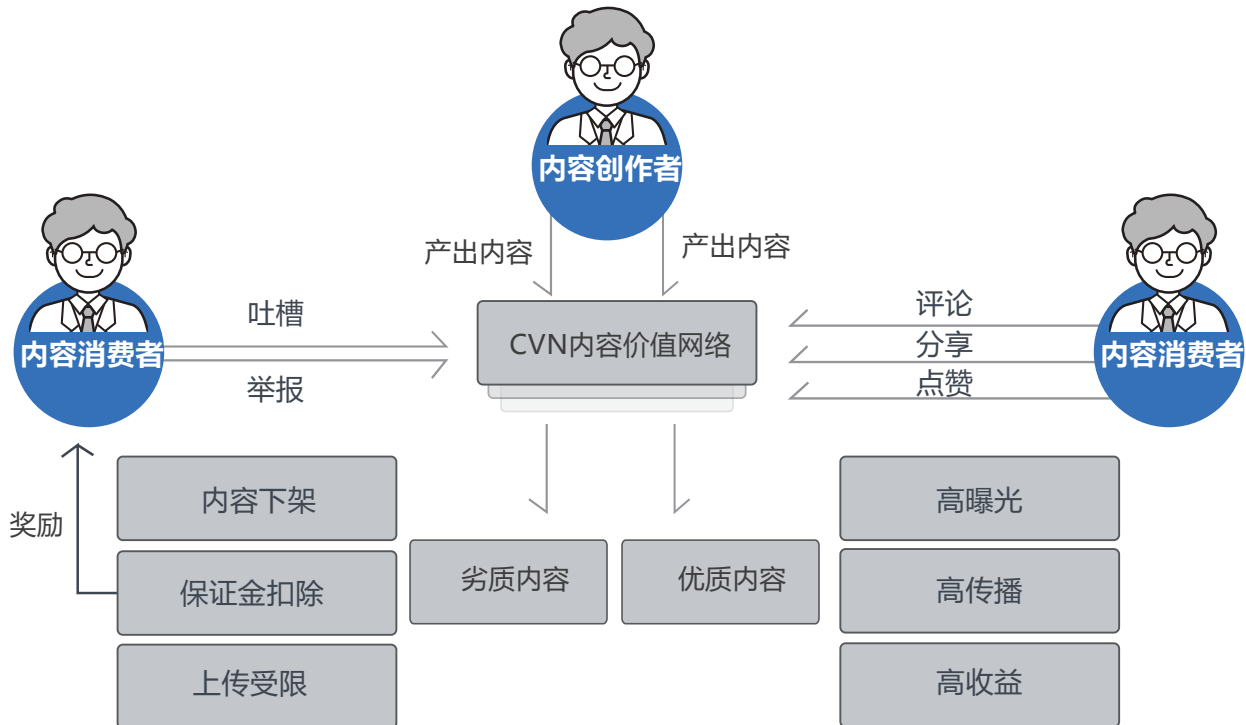 内容创作者
产出内容
产出内容
内容消费者
吐槽
举报
CVN内容价值网络
评论
分享
点赞
内容消费者
奖励
内容下架
保证金扣除
上传受限
劣质内容
优质内容
高曝光
高传播
高收益